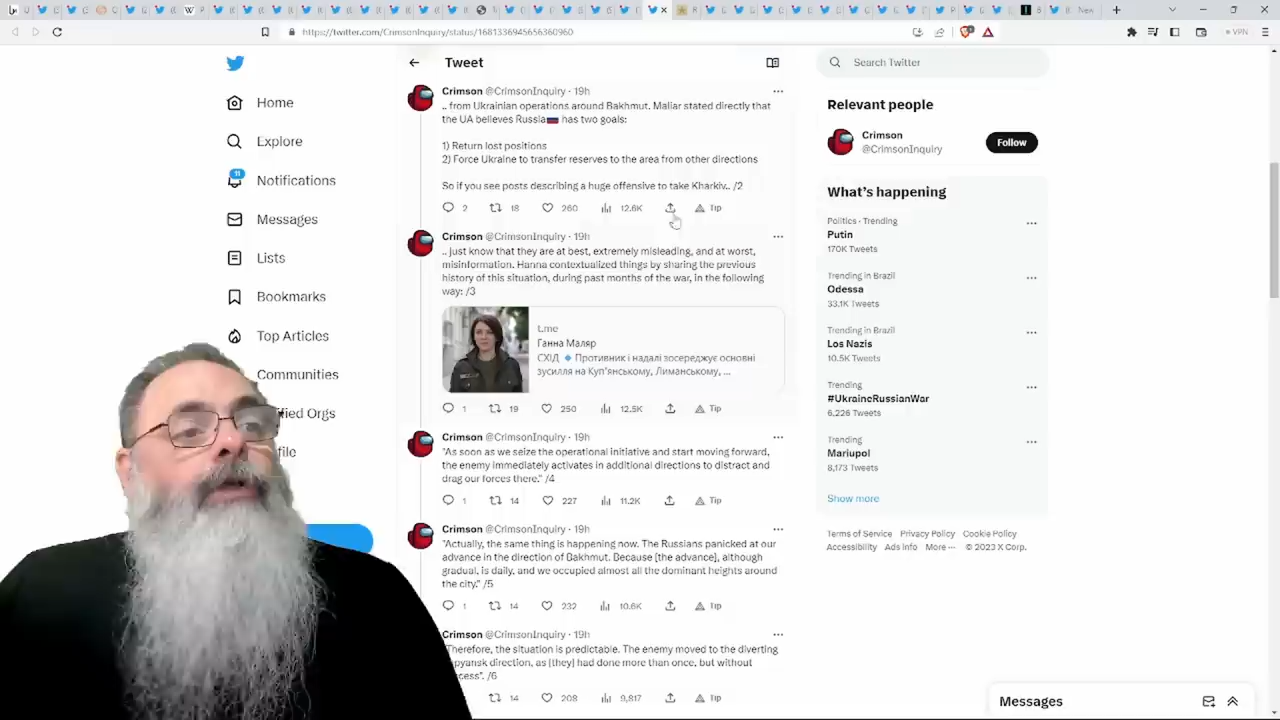 New
https://twitter.com/CrimsonInquiry/status/1681336945656360960
VPN
Home
Explore
11
Notifications
Messages
Lists
Bookmarks
Top Articles
Communities
Orgs
Tweet
Crimson @CrimsonInquiry · 19h
.. from Ukrainian operations around Bakhmut. Maliar stated directly that
the UA believes Russia has two goals:
1) Return lost positions
2) Force Ukraine to transfer reserves to the area from other directions
So if you see posts describing a huge offensive to take Kharkiv.. /2
2 18 260 12.6K Tip
Crimson @CrimsonInquiry · 19h
.. just know that they are at best, extremely misleading, and at worst,
misinformation. Hanna contextualized things by sharing the previous
history of this situation, during past months of the war, in the following
way: /3
t.me
Ганна Маляр
СХІД 🔹 Противник і надалі зосереджує основні
зусилля на Куп'янському, Лиманському, ...
1 19 250 12.5K Tip
Crimson @CrimsonInquiry · 19h
"As soon as we seize the operational initiative and start moving forward,
the enemy immediately activates in additional directions to distract and
drag our forces there." /4
1 14 227 11.2K Tip
Crimson @CrimsonInquiry · 19h
"Actually, the same thing is happening now. The Russians panicked at our
advance in the direction of Bakhmut. Because [the advance], although
gradual, is daily, and we occupied almost all the dominant heights around
the city." /5
1 14 232 10.6K Tip
Crimson @CrimsonInquiry · 19h
Therefore, the situation is predictable. The enemy moved to the diverting
direction, as [they] had done more than once, but without
/6
14 208 9,817 Tip
Search Twitter
Relevant people
Crimson
@CrimsonInquiry
Follow
What's happening
Politics · Trending
Putin
170K Tweets
Trending in Brazil
Odessa
33.1K Tweets
Trending in Brazil
Los Nazis
10.5K Tweets
Trending
#UkraineRussianWar
6,226 Tweets
Trending
Mariupol
8,173 Tweets
Show more
Terms of Service Privacy Policy Cookie Policy
Accessibility Ads info More ··· © 2023 X Corp.
Messages